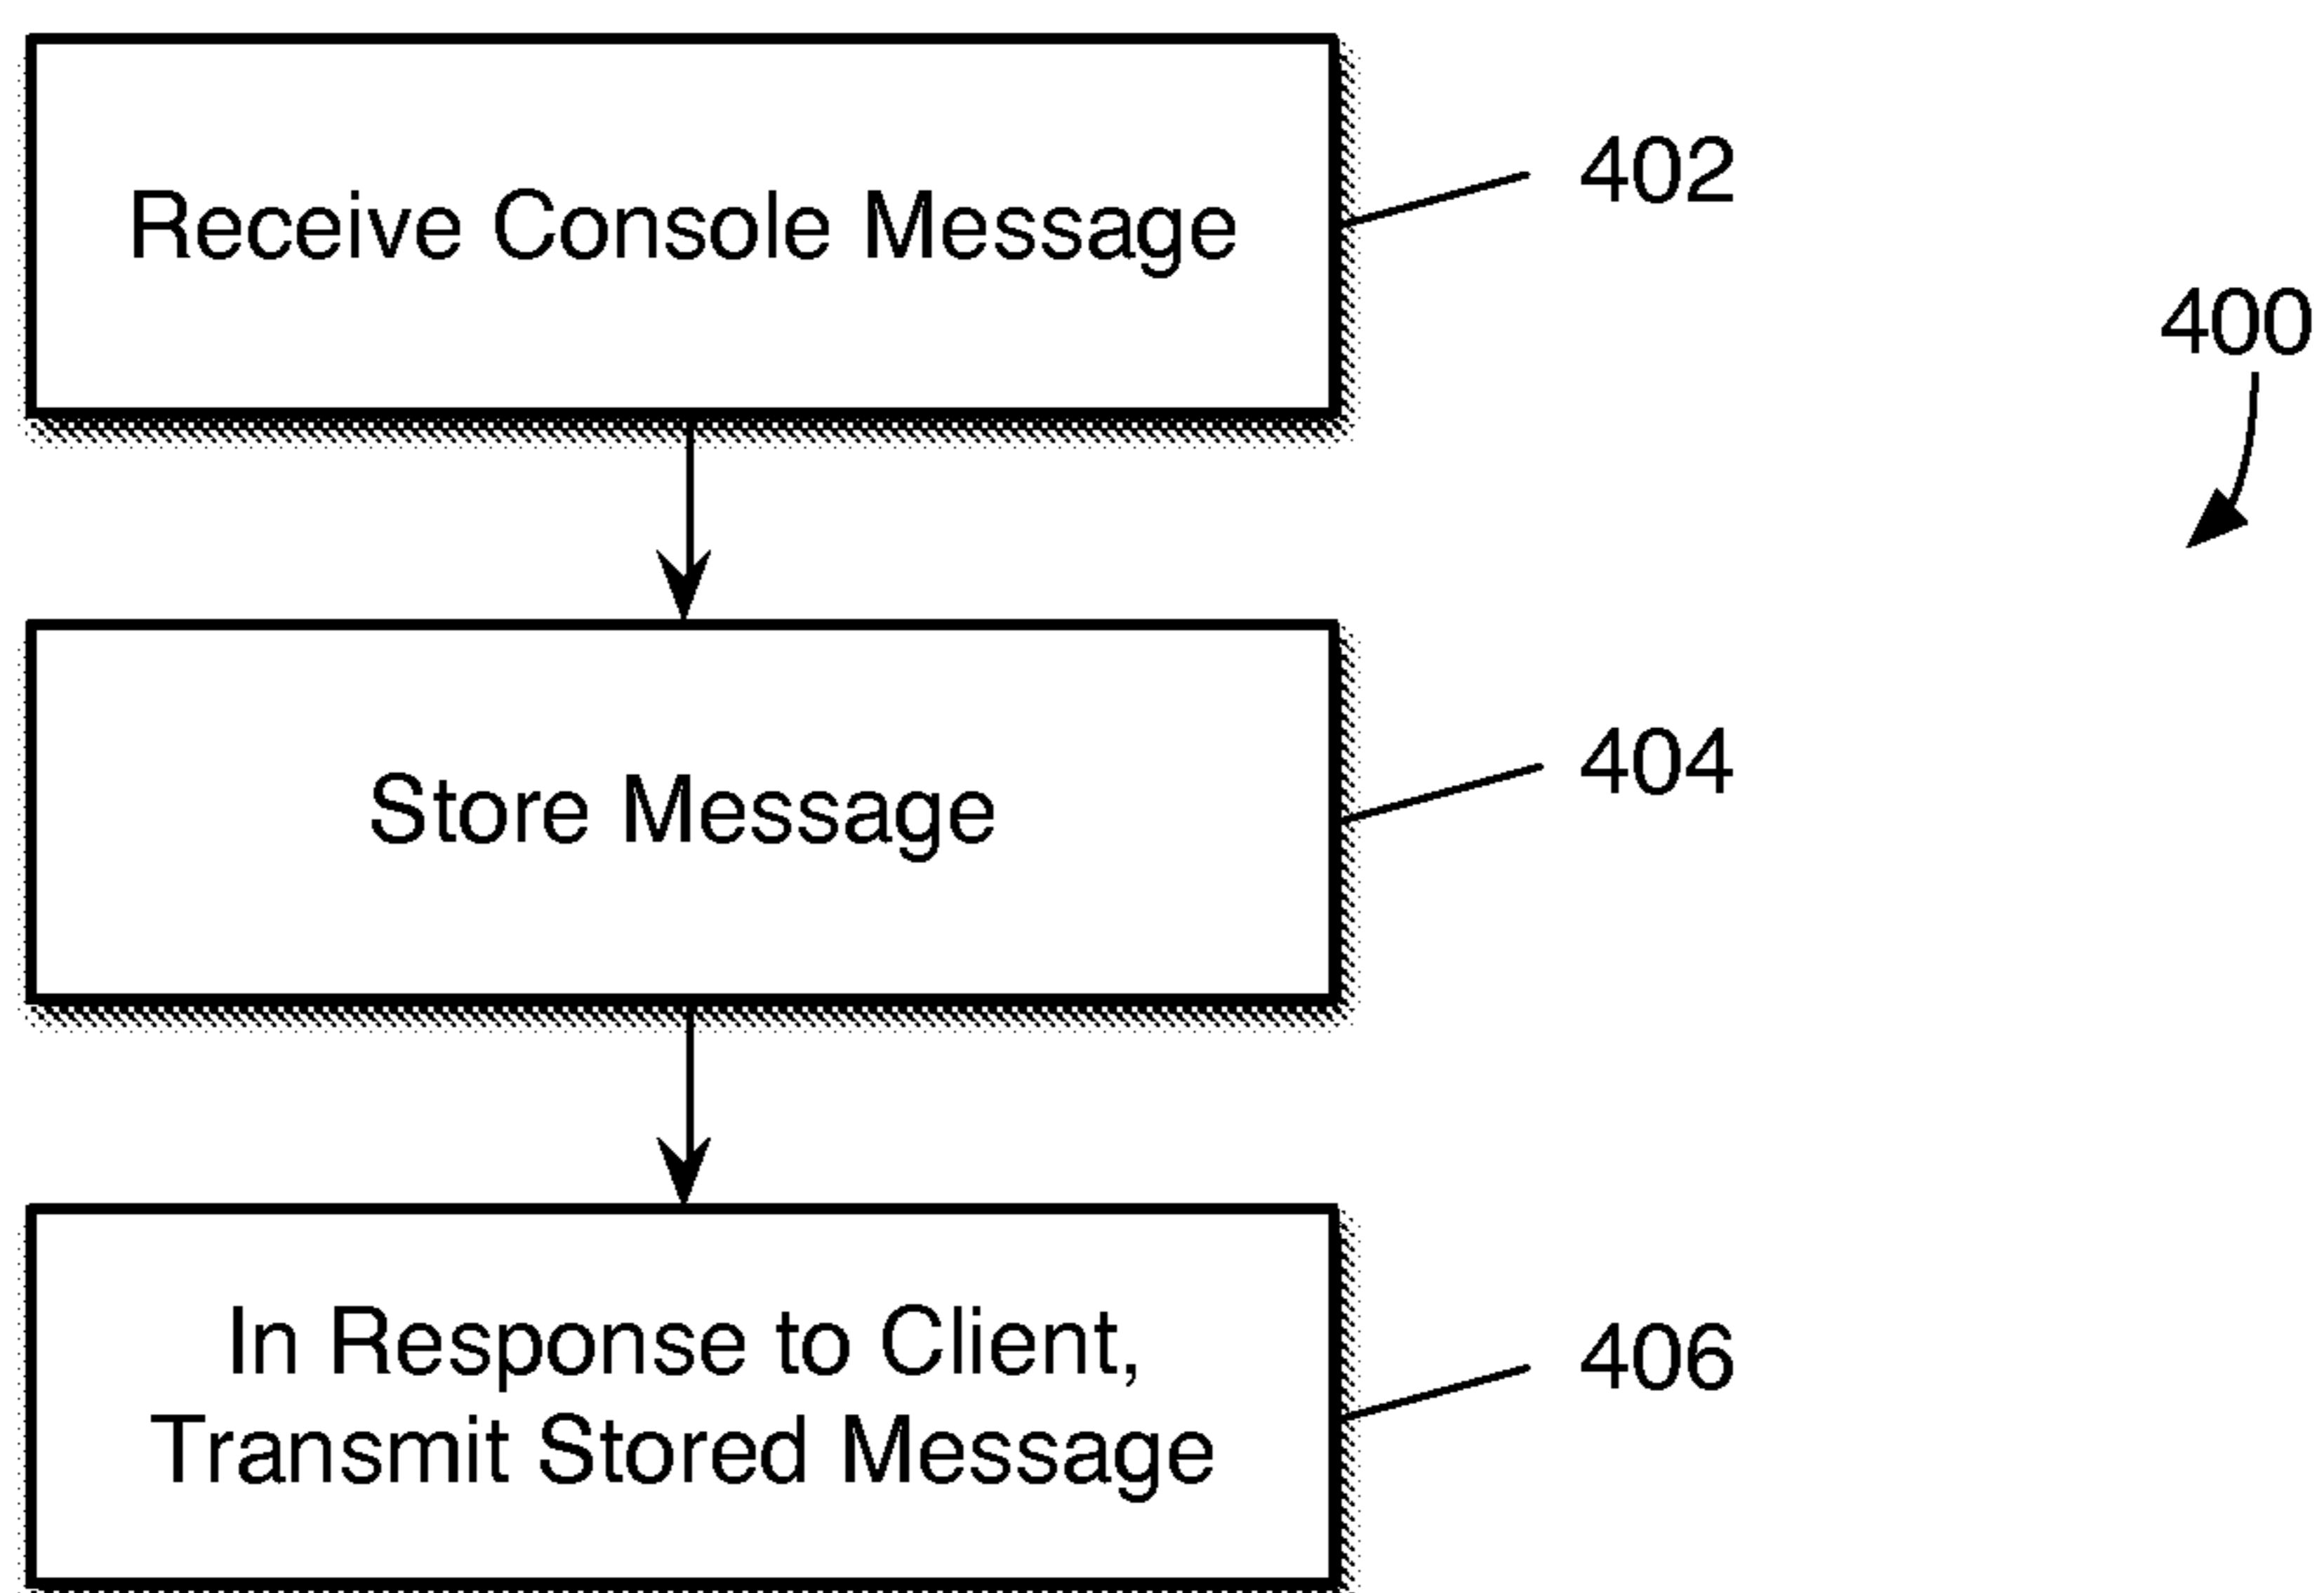 Receive Console Message
402
400
Store Message
404
In Response to Client,
Transmit Stored Message
406